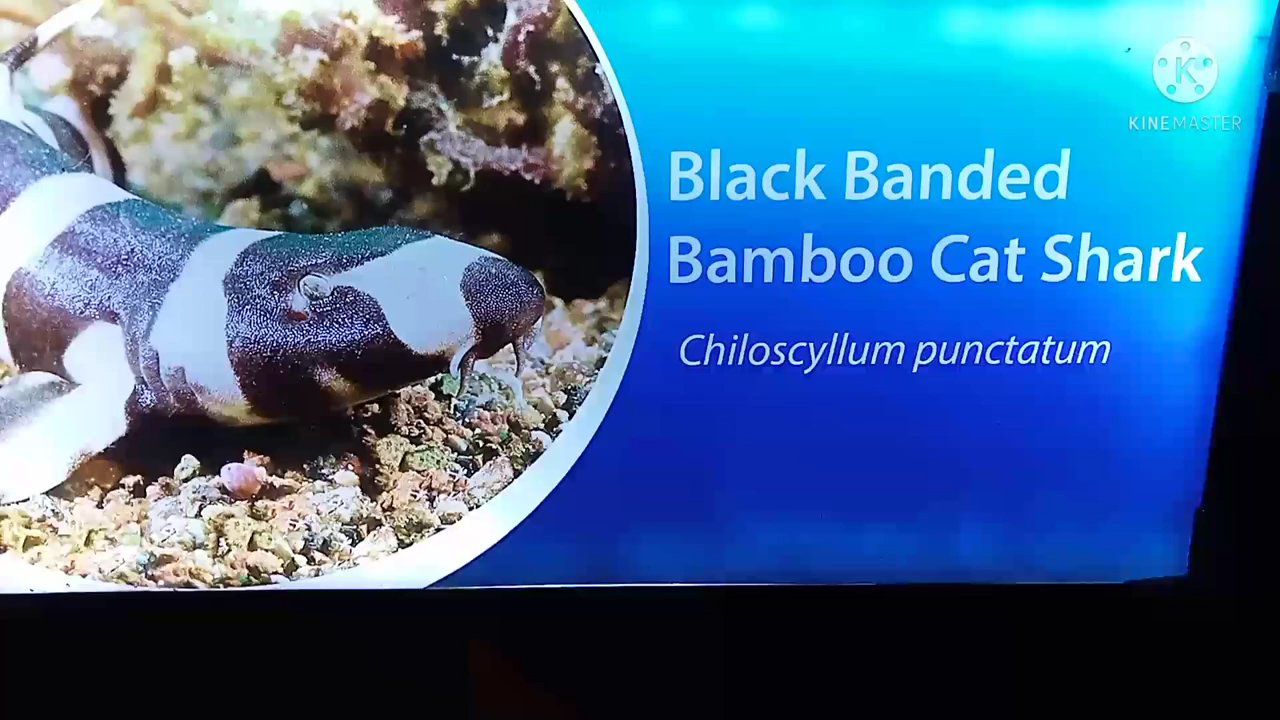 K
KINEMASTER
Black Banded
Bamboo Cat Shark
Chiloscyllum punctatum